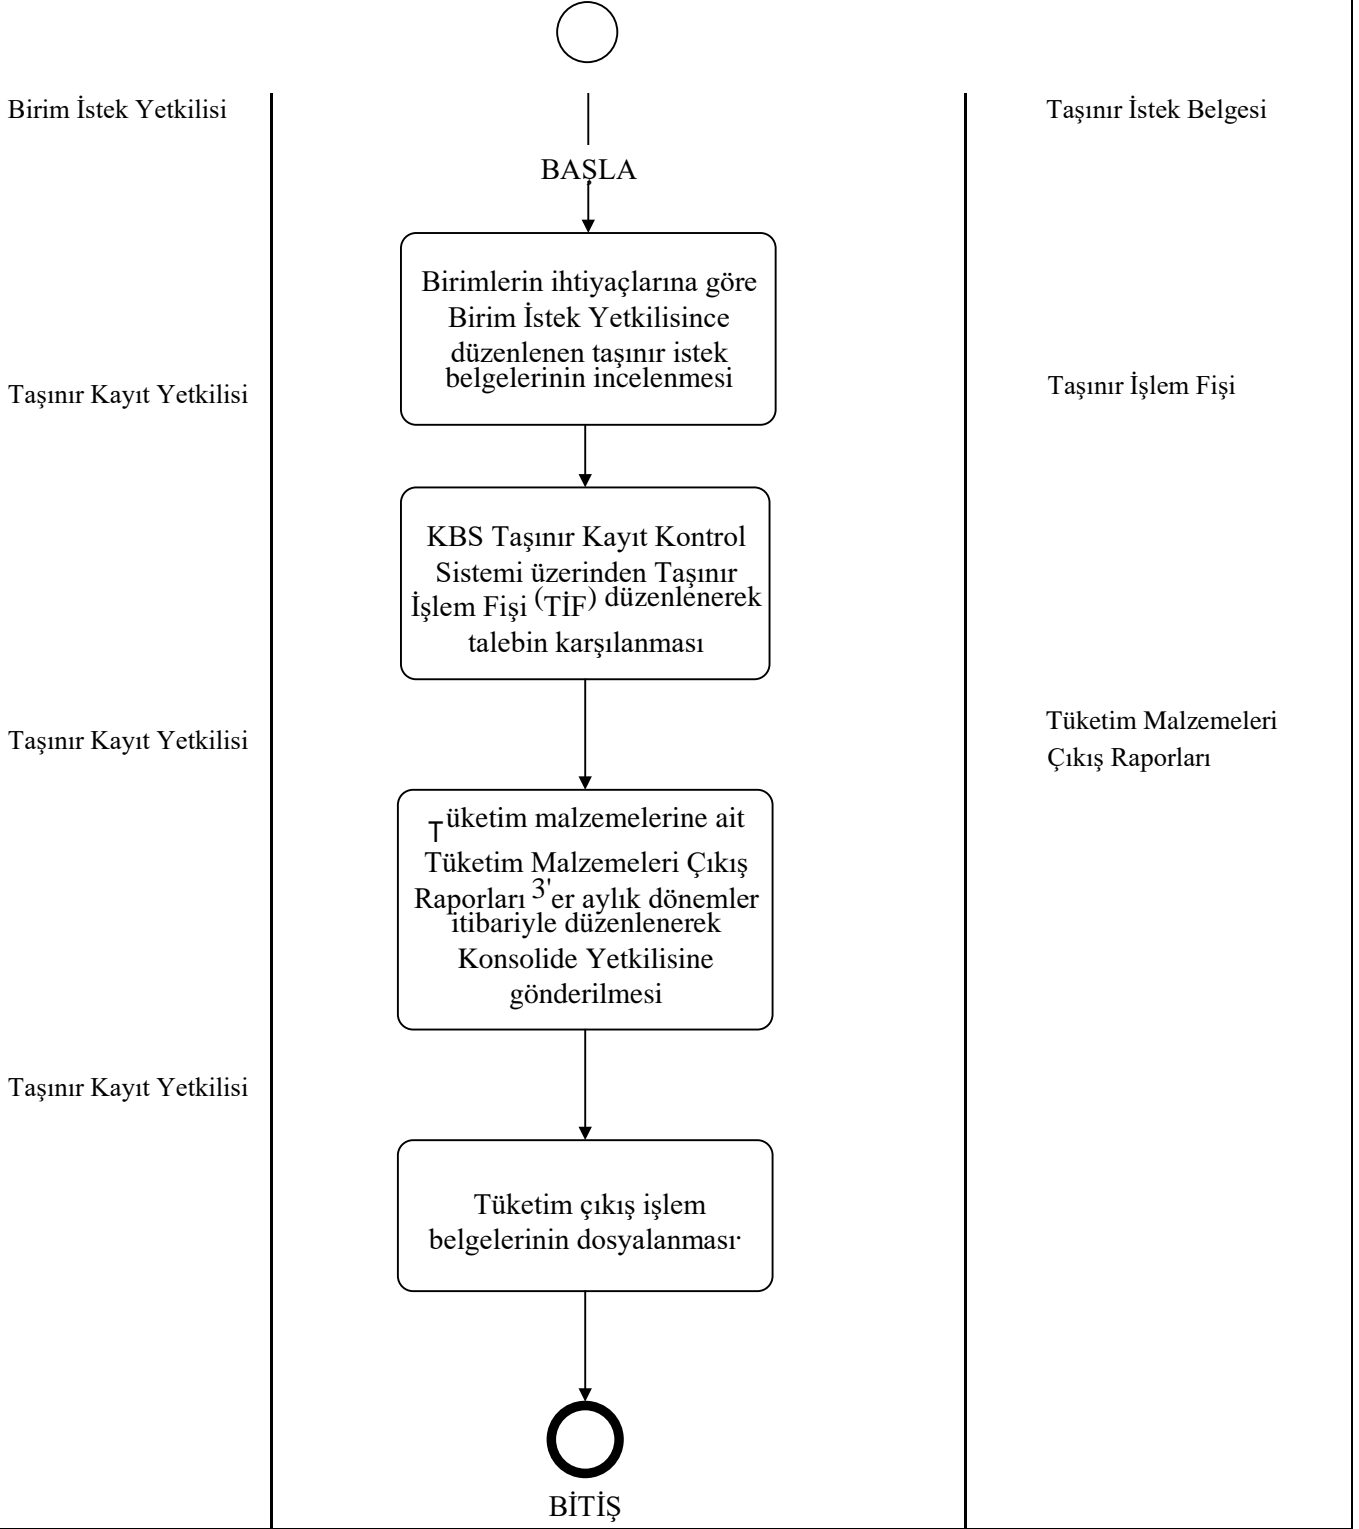 Birim İstek Yetkilisi
Taşınır İstek Belgesi
BAŞLA
Birimlerin ihtiyaçlarına göre
Birim İstek Yetkilisince
düzenlenen taşınır istek
belgelerinin incelenmesi
Taşınır Kayıt Yetkilisi
Taşınır İşlem Fişi
KBS Taşınır Kayıt Kontrol
Sistemi üzerinden Taşınır
İşlem Fişi (TİF) düzenlenerek
talebin karşılanması
Taşınır Kayıt Yetkilisi
Tüketim Malzemeleri
Çıkış Raporları
Tüketim malzemelerine ait
Tüketim Malzemeleri Çıkış
Raporları 3'er aylık dönemler
itibariyle düzenlenerek
Konsolide Yetkilisine
gönderilmesi
Taşınır Kayıt Yetkilisi
Tüketim çıkış işlem
belgelerinin dosyalanması.
BİTİŞ